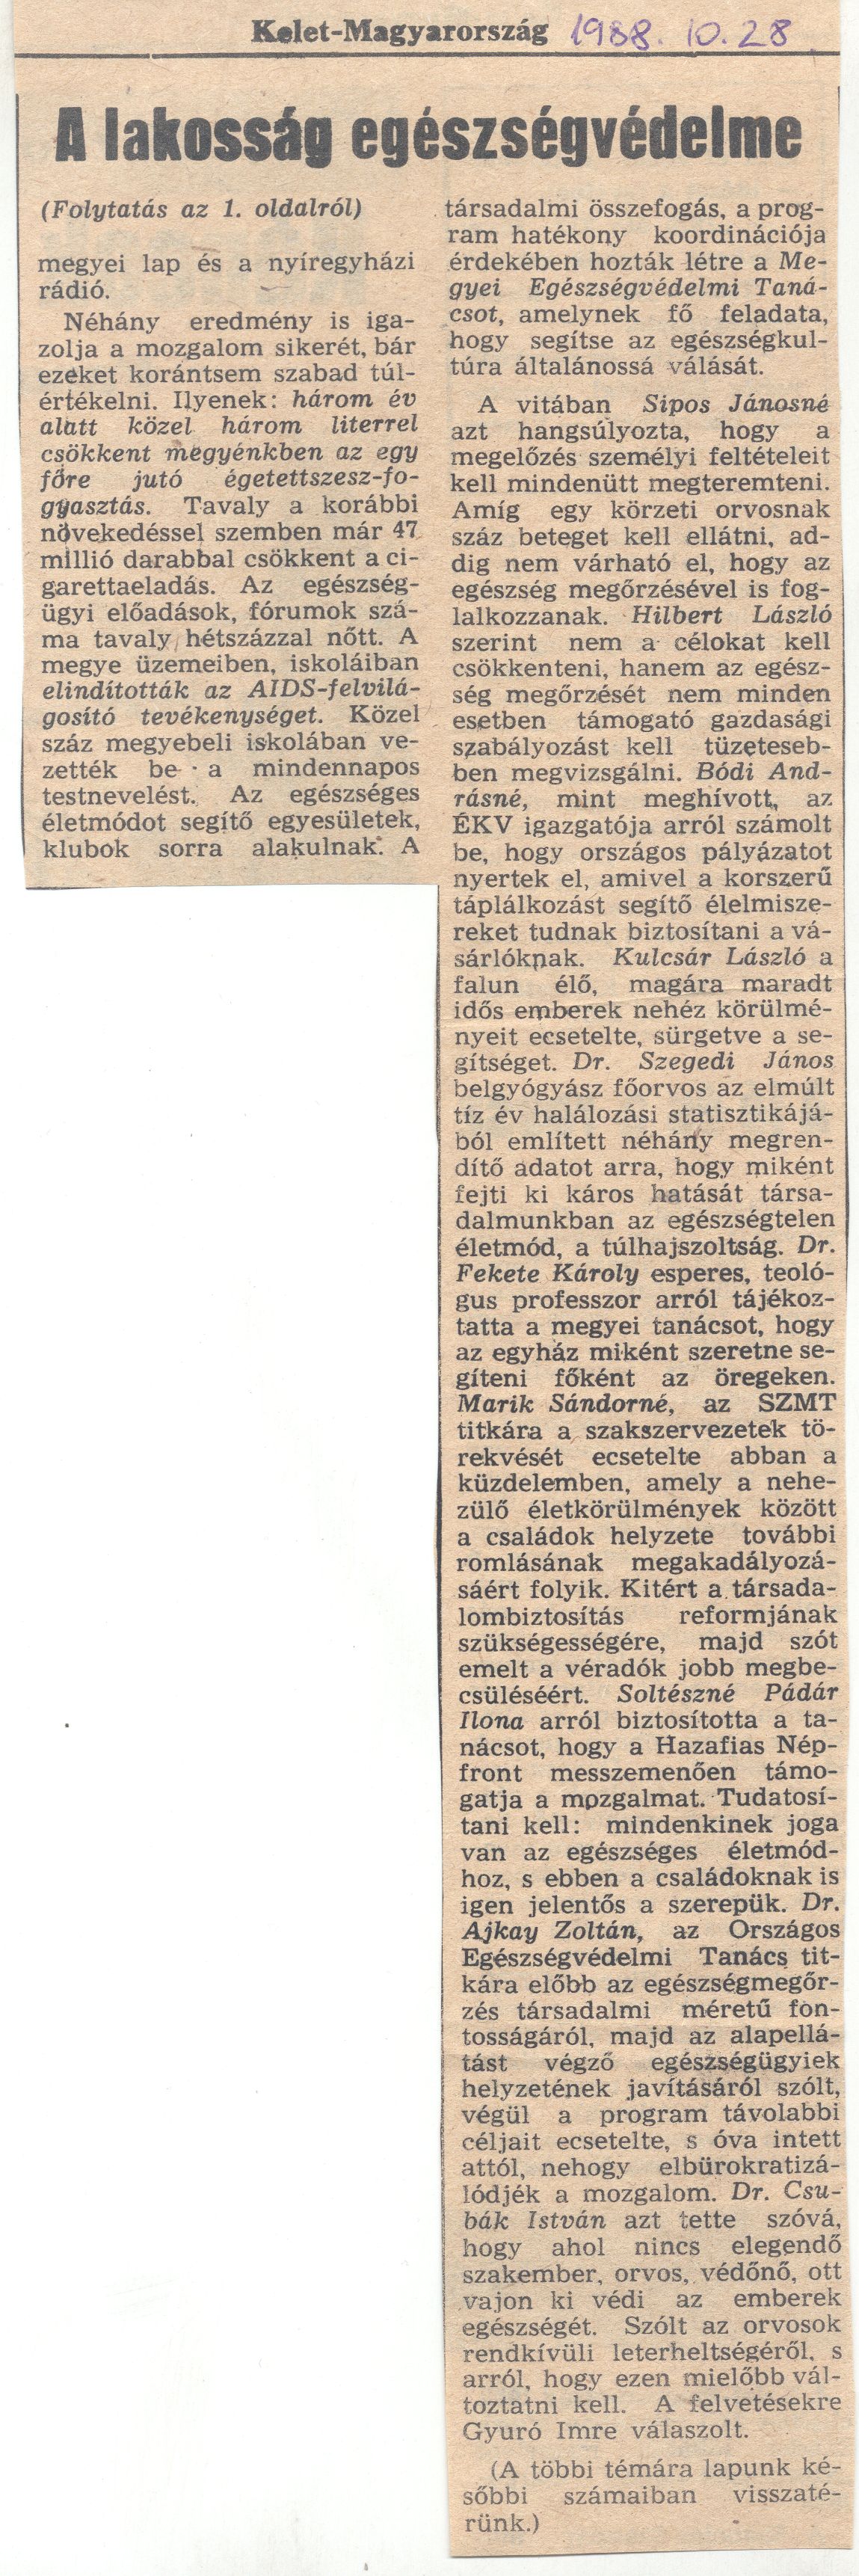 Kelet-Magyarország 1988. 10. 28
A lakosság egészségvédelme
(Folytatás az 1. oldalról)
megyei lap és a nyíregyházi
rádió.
Néhány eredmény is iga-
zolja a mozgalom sikerét, bár
ezeket korántsem szabad túl-
értékelni. Ilyenek: három év
alatt közel három literrel
csökkent megyénkben az egy
főre jutó égetettszesz-fo-
gyasztás. Tavaly a korábbi
növekedéssel szemben már 47
millió darabbal csökkent a ci-
garettaeladás. Az egészség-
ügyi előadások, fórumok szá-
ma tavaly hétszázzal nőtt. A
megye üzemeiben, iskoláiban
elindították az AIDS-felvilá-
gosító tevékenységet. Közel
száz megyebeli iskolában ve-
zették be a mindennapos
testnevelést. Az egészséges
életmódot segítő egyesületek,
klubok sorra alakulnak. A
társadalmi összefogás, a prog-
ram hatékony koordinációja
érdekében hozták létre a Me-
gyei Egészségvédelmi Taná-
csot, amelynek fő feladata,
hogy segítse az egészségkul-
túra általánossá válását.
A vitában Sipos Jánosné
azt hangsúlyozta, hogy a
megelőzés személyi feltételeit
kell mindenütt megteremteni.
Amíg egy körzeti orvosnak
száz beteget kell ellátni, ad-
dig nem várható el, hogy az
egészség megőrzésével is fog-
lalkozzanak. Hilbert László
szerint nem a célokat kell
csökkenteni, hanem az egész-
ség megőrzését nem minden
esetben támogató gazdasági
szabályozást kell tüzeteseb-
ben megvizsgálni. Bódi And-
rásné, mint meghívott, az
ÉKV igazgatója arról számolt
be, hogy országos pályázatot
nyertek el, amivel a korszerű
táplálkozást segítő élelmisze-
reket tudnak biztosítani a vá-
sárlóknak. Kulcsár László a
falun élő, magára maradt
idős emberek nehéz körülmé-
nyeit ecsetelte, sürgetve a se-
gítséget. Dr. Szegedi János
belgyógyász főorvos az elmúlt
tíz év halálozási statisztikájá-
ból említett néhány megren-
dítő adatot arra, hogy miként
fejti ki káros hatását társa-
dalmunkban az egészségtelen
életmód, a túlhajszoltság. Dr.
Fekete Károly esperes, teoló-
gus professzor arról tájékoz-
tatta a megyei tanácsot, hogy
az egyház miként szeretne se-
gíteni főként az öregeken.
Marik Sándorné, az SZMT
titkára a szakszervezetek tö-
rekvését ecsetelte abban a
küzdelemben, amely a nehe-
zülő életkörülmények között
a családok helyzete további
romlásának megakadályozá-
sáért folyik. Kitért a társada-
lombiztosítás reformjának
szükségességére, majd szót
emelt a véradók jobb megbe-
csüléséért. Soltészné Pádár
Ilona arról biztosította a ta-
nácsot, hogy a Hazafias Nép-
front messzemenően támo-
gatja a mozgalmat. Tudatosí-
tani kell: mindenkinek joga
van az egészséges életmód-
hoz, s ebben a családoknak is
igen jelentős a szerepük. Dr.
Ajkay Zoltán, az Országos
Egészségvédelmi Tanács tit-
kára előbb az egészségmegőr-
zés társadalmi méretű fon-
tosságáról, majd az alapellá-
tást végző egészségügyiek
helyzetének javításáról szólt,
végül a program távolabbi
céljait ecsetelte, s óva intett
attól, nehogy elbürokratizá-
lódjék a mozgalom. Dr. Csu-
bák István azt tette szóvá,
hogy ahol nincs elegendő
szakember, orvos, védőnő, ott
vajon ki védi az emberek
egészségét. Szólt az orvosok
rendkívüli leterheltségéről, s
arról, hogy ezen mielőbb vál-
toztatni kell. A felvetésekre
Gyuró Imre válaszolt.
(A többi témára lapunk ké-
sőbbi számaiban visszaté-
rünk.)